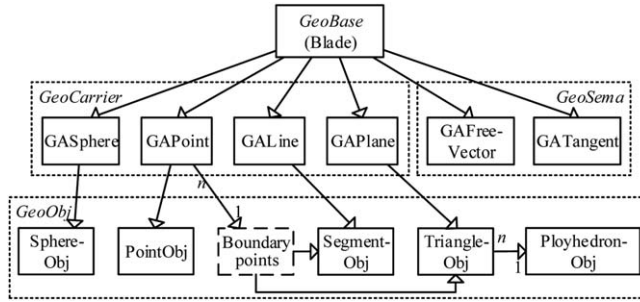 GeoBase
(Blade)
GeoCarrier
GeoSema
GASphere
GAPoint
GALine
GAPlane
GAFree-
Vector
GATangent
n
1
GeoObj
Sphere-
Obj
PointObj
Boundary
points
Segment-
Obj
Triangle-
Obj
n
1
Ployhedron-
Obj